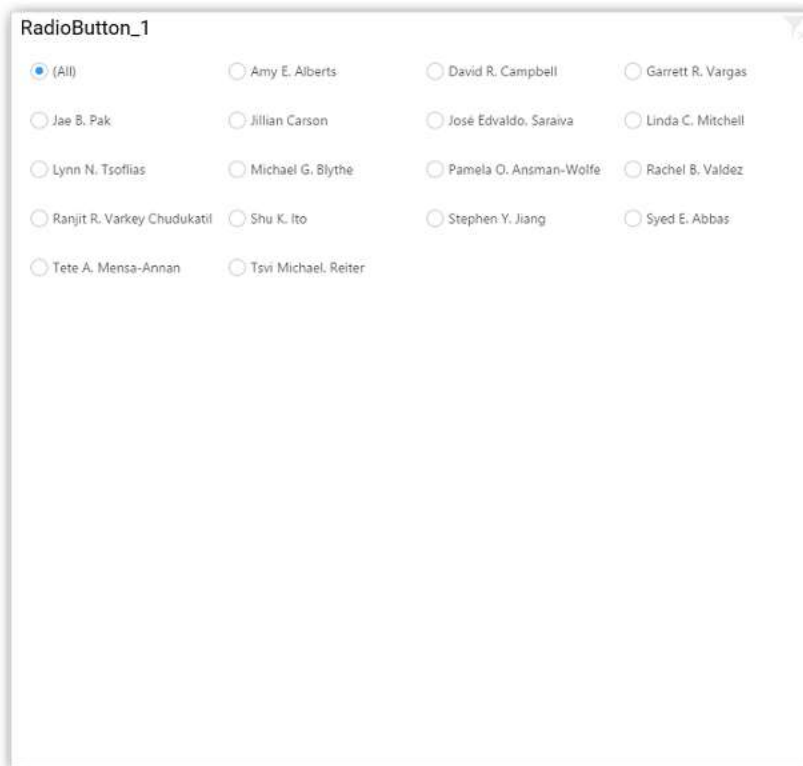 RadioButton_1
(All) Amy E. Alberts David R. Campbell Garrett R. Vargas
Jae B. Pak Jillian Carson José Edvaldo. Saraiva Linda C. Mitchell
Lynn N. Tsoflias Michael G. Blythe Pamela O. Ansman-Wolfe Rachel B. Valdez
Ranjit R. Varkey Chudukatil Shu K. Ito Stephen Y. Jiang Syed E. Abbas
Tete A. Mensa-Annan Tsvi Michael. Reiter